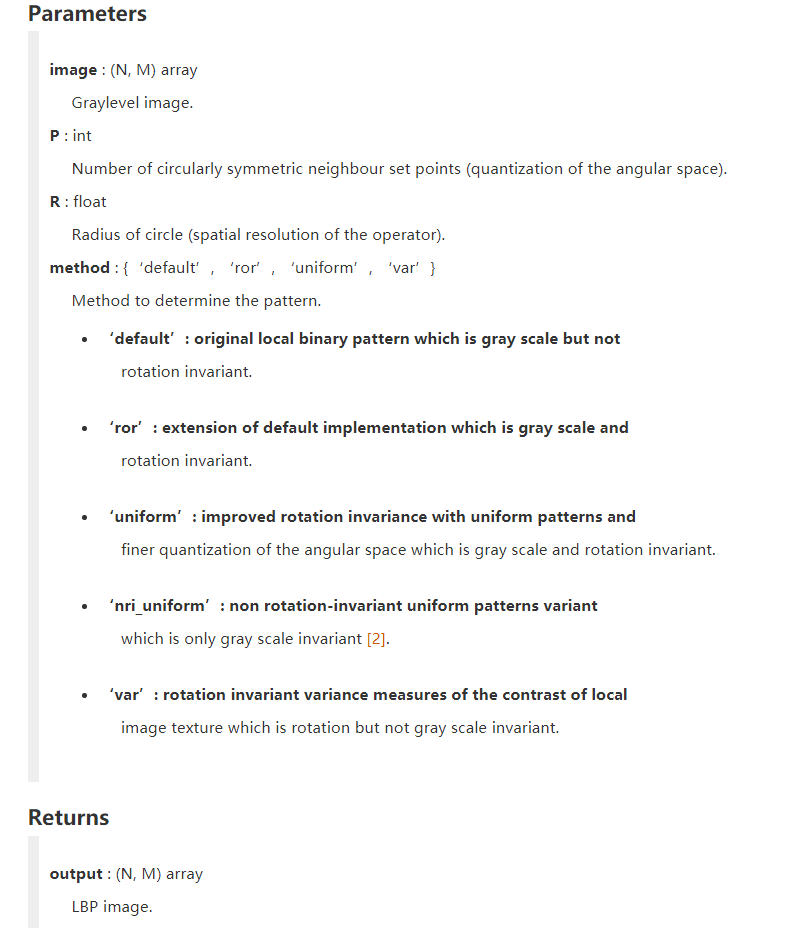 Parameters
image : (N, M) array
Graylevel image.
P : int
Number of circularly symmetric neighbour set points (quantization of the angular space).
R : float
Radius of circle (spatial resolution of the operator).
method : {‘default’, ‘ror’, ‘uniform’, ‘var’}
Method to determine the pattern.
• ‘default’ : original local binary pattern which is gray scale but not
rotation invariant.
• ‘ror’ : extension of default implementation which is gray scale and
rotation invariant.
• ‘uniform’ : improved rotation invariance with uniform patterns and
finer quantization of the angular space which is gray scale and rotation invariant.
• ‘nri_uniform’ : non rotation-invariant uniform patterns variant
which is only gray scale invariant [2].
• ‘var’ : rotation invariant variance measures of the contrast of local
image texture which is rotation but not gray scale invariant.
Returns
output : (N, M) array
LBP image.